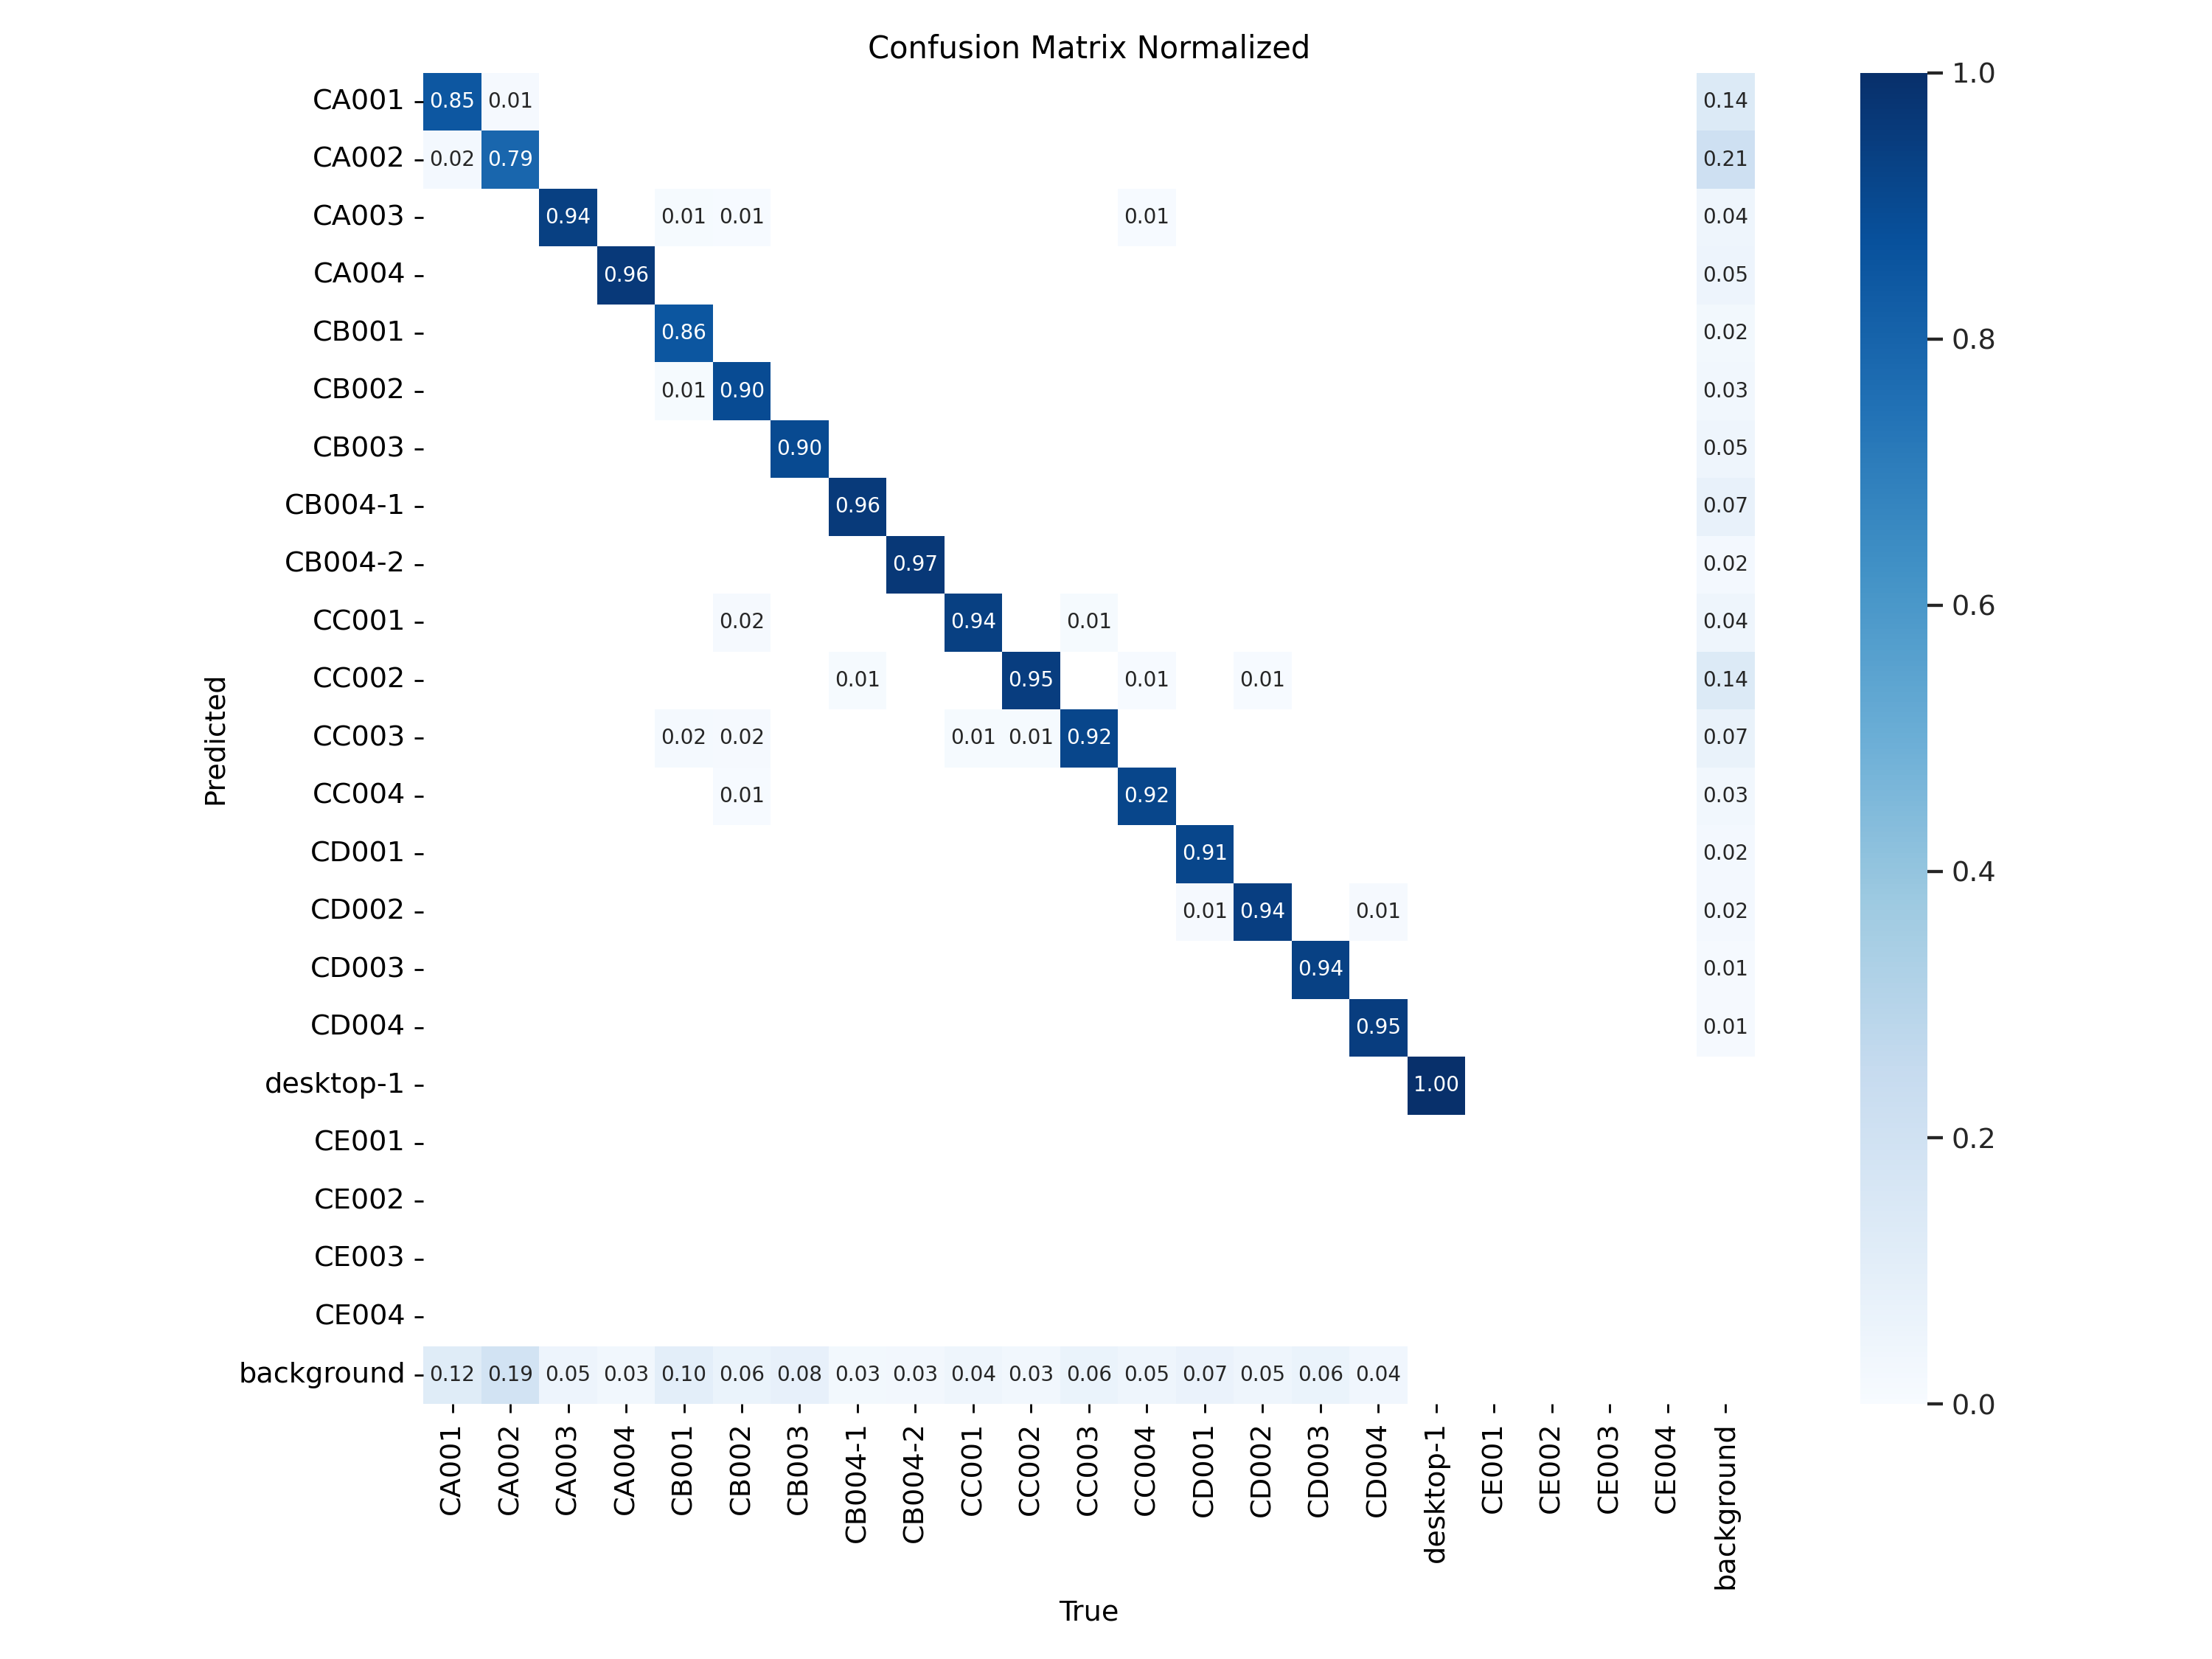 Confusion Matrix Normalized
CA001 0.85 0.01 0.14
CA002 0.02 0.79 0.21
CA003 0.94 0.01 0.01 0.01 0.04
CA004 0.96 0.05
CB001 0.86 0.02
CB002 0.01 0.90 0.03
CB003 0.90 0.05
CB004-1 0.96 0.07
CB004-2 0.97 0.02
CC001 0.02 0.94 0.01 0.04
CC002 0.01 0.95 0.01 0.01 0.14
CC003 0.02 0.02 0.01 0.01 0.92 0.07
CC004 0.01 0.92 0.03
CD001 0.91 0.02
CD002 0.01 0.94 0.01 0.02
CD003 0.94 0.01
CD004 0.95 0.01
desktop-1 1.00
CE001
CE002
CE003
CE004
background 0.12 0.19 0.05 0.03 0.10 0.06 0.08 0.03 0.03 0.04 0.03 0.06 0.05 0.07 0.05 0.06 0.04
Predicted
CA001 CA002 CA003 CA004 CB001 CB002 CB003 CB004-1 CB004-2 CC001 CC002 CC003 CC004 CD001 CD002 CD003 CD004 desktop-1 CE001 CE002 CE003 CE004 background
True
1.0
0.8
0.6
0.4
0.2
0.0